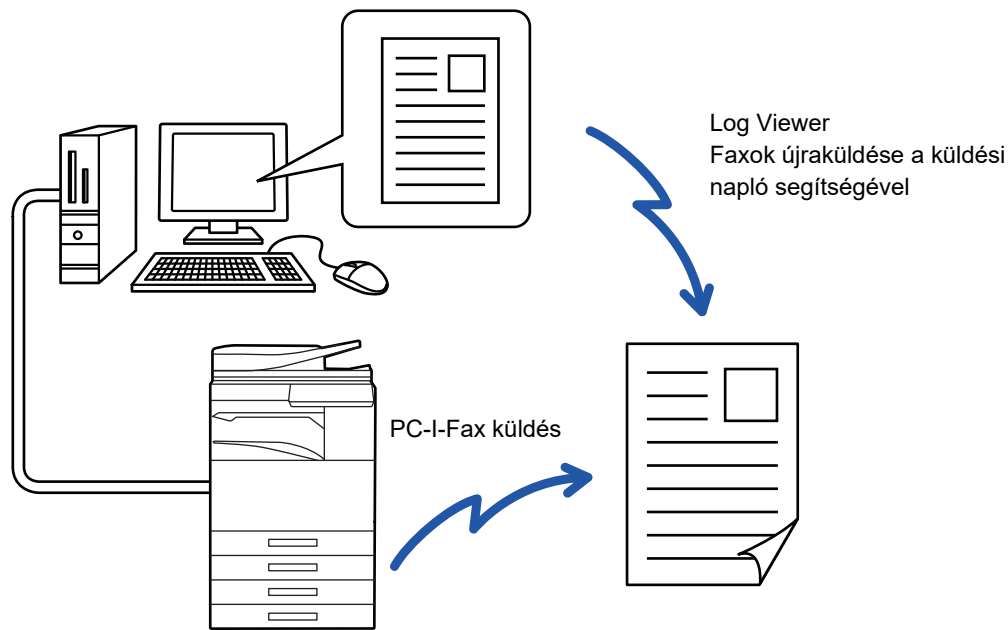 Log Viewer
Faxok újraküldése a küldési
napló segítségével
PC-I-Fax küldés